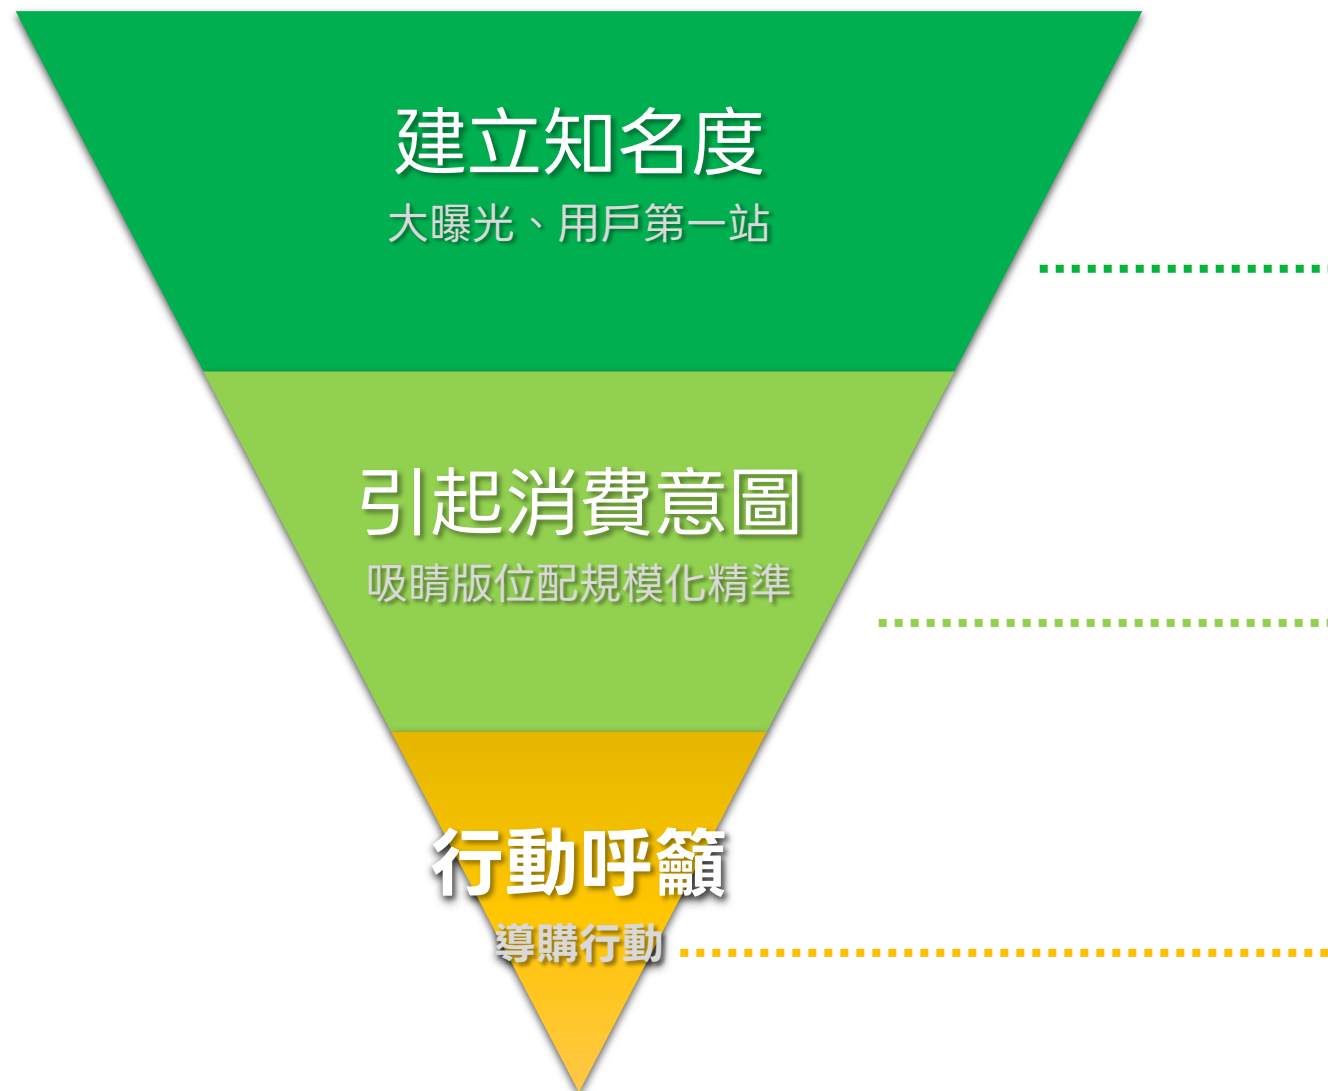 建立知名度
大曝光、用戶第一站
引起消費意圖
吸睛版位配規模化精準
行動呼籲
導購行動